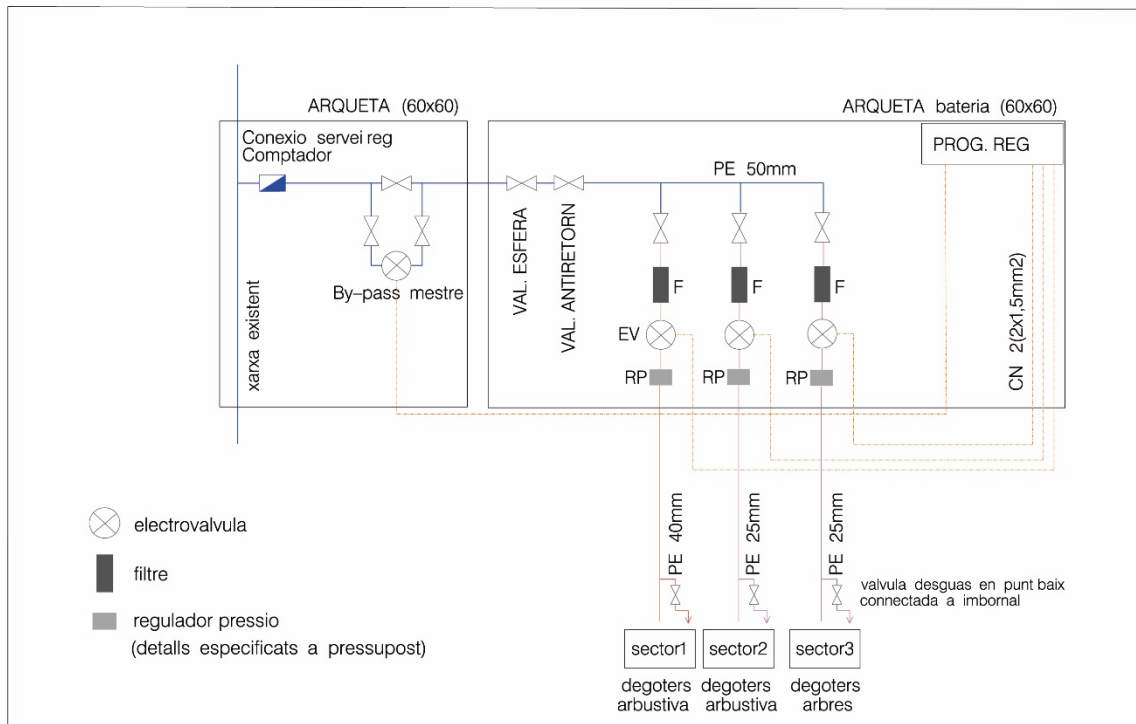 ARQUETA (60x60)
ARQUETA bateria (60x60)
Conexio servei reg
Comptador
PROG. REG
PE 50mm
VAL. ESFERA
VAL. ANTIRETORN
By-pass mestre
xarxa existent
F
F
F
EV
RP
RP
RP
CN 2(2x1,5mm2)
electrovalvula
filtre
regulador pressio
(detalls especificats a pressupost)
PE 40mm
PE 25mm
PE 25mm
valvula desguas en punt baix
connectada a imbornal
sector1
sector2
sector3
degoters
arbustiva
degoters
arbustiva
degoters
arbres